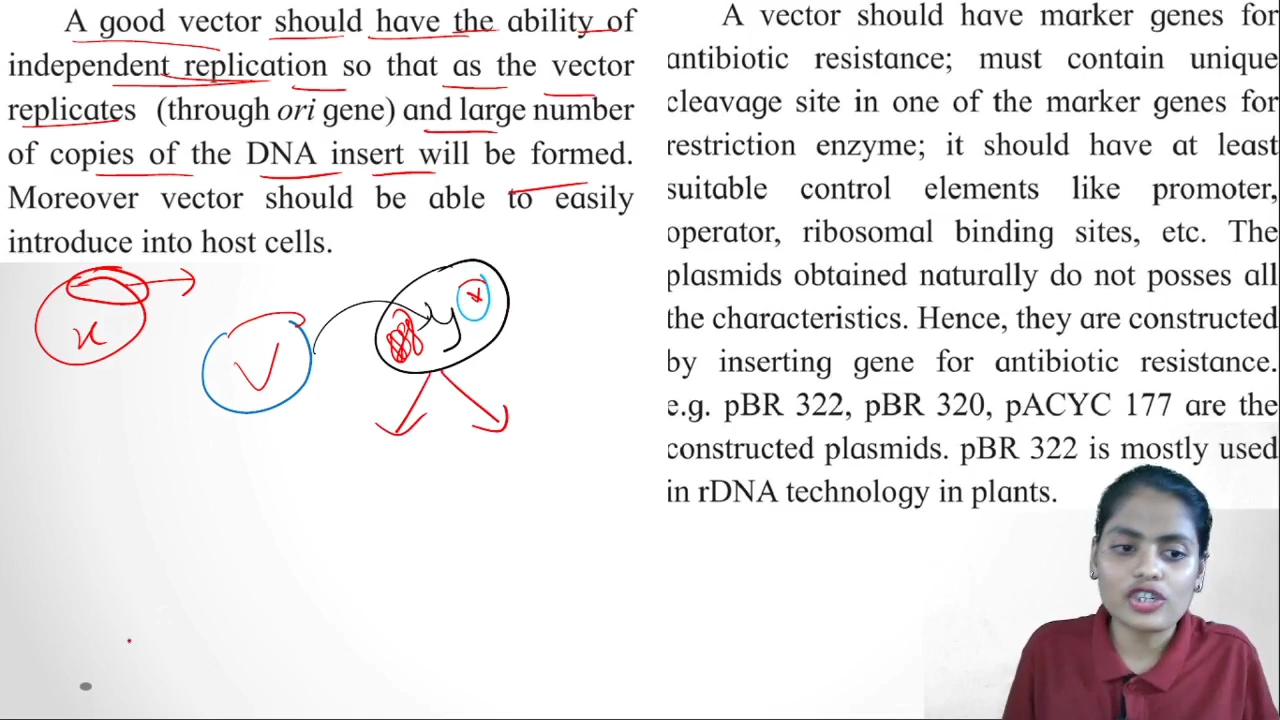 A good vector should have the ability of
independent replication so that as the vector
replicates (through ori gene) and large number
of copies of the DNA insert will be formed.
Moreover vector should be able to easily
introduce into host cells.
x
V
y
x
A vector should have marker genes for
antibiotic resistance; must contain unique
cleavage site in one of the marker genes for
restriction enzyme; it should have at least
suitable control elements like promoter,
operator, ribosomal binding sites, etc. The
plasmids obtained naturally do not posses all
the characteristics. Hence, they are constructed
by inserting gene for antibiotic resistance.
e.g. pBR 322, pBR 320, pACYC 177 are the
constructed plasmids. pBR 322 is mostly used
in rDNA technology in plants.